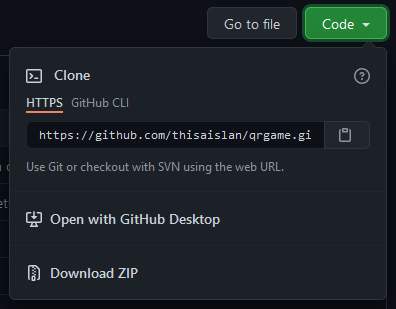 Go to file
Code
Clone
HTTPS GitHub CLI
https://github.com/thisaislan/qrgame.gi
Use Git or checkout with SVN using the web URL.
Open with GitHub Desktop
Download ZIP